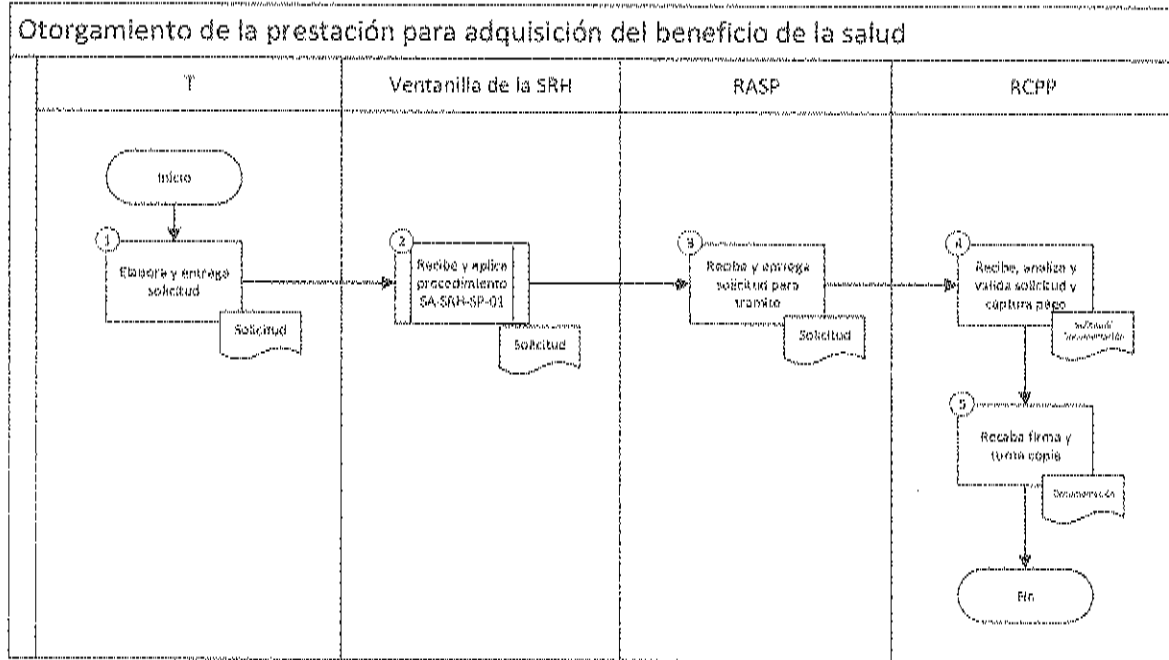 Otorgamiento de la prestación para adquisición del beneficio de la salud
T
Ventanilla de la SRH
RASP
RCPP
Inicio
1
Elabora y entrega
solicitud
Solicitud
2
Recibe y aplica
procedimiento
SA-SRH-SP-01
Solicitud
3
Recibe y entrega
solicitud para
trámite
Solicitud
4
Recibe, analiza y
valida solicitud y
captura pago
Solicitud/
Documentación
5
Recaba firma y
turna copia
Documentación
Fin